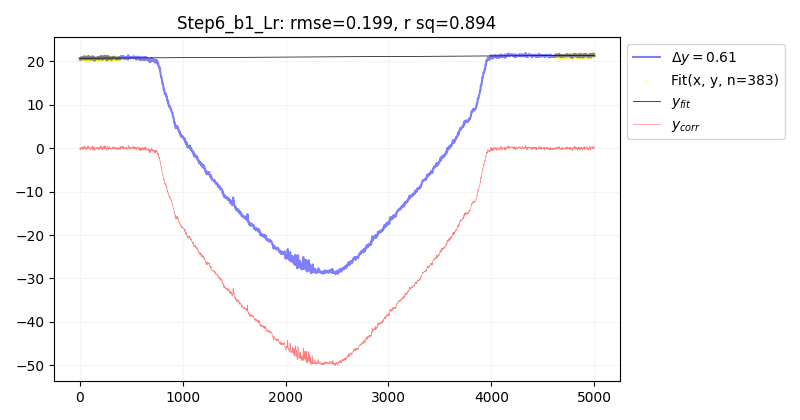 Step6_b1_Lr: rmse=0.199, r sq=0.894
20
10
0
−10
−20
−30
−40
−50
0 1000 2000 3000 4000 5000
Δy = 0.61
Fit(x, y, n=383)
y_fit
y_corr